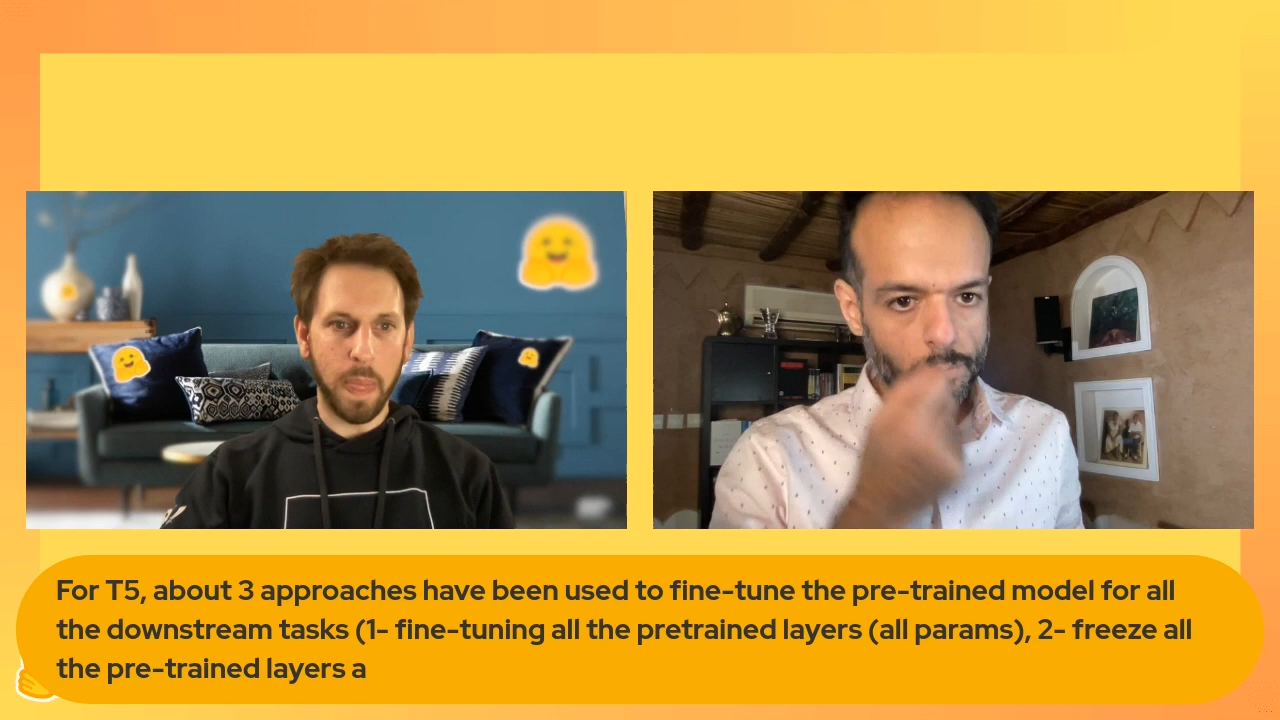 For T5, about 3 approaches have been used to fine-tune the pre-trained model for all
the downstream tasks (1- fine-tuning all the pretrained layers (all params), 2- freeze all
the pre-trained layers a